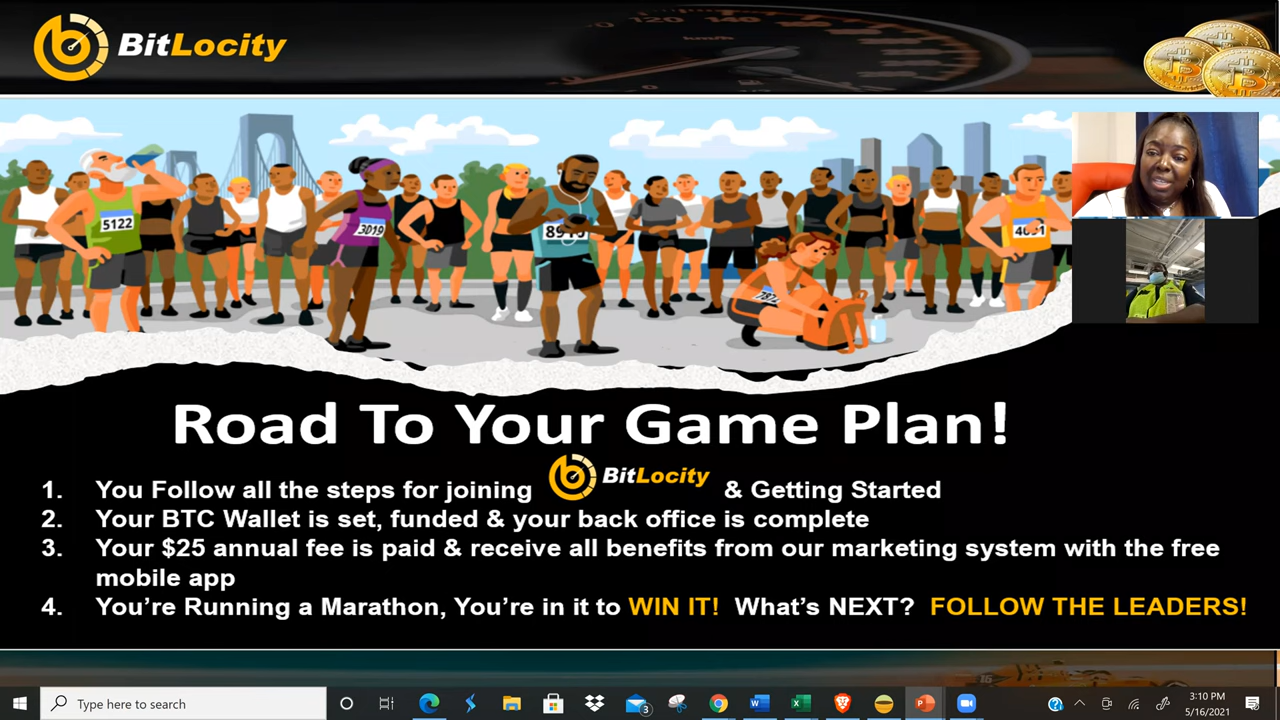 BitLocity
120 140
km/h
5122
3019
Road To Your Game Plan!
1. You Follow all the steps for joining BitLocity & Getting Started
2. Your BTC Wallet is set, funded & your back office is complete
3. Your $25 annual fee is paid & receive all benefits from our marketing system with the free
mobile app
4. You’re Running a Marathon, You’re in it to WIN IT! What’s NEXT? FOLLOW THE LEADERS!
Type here to search
3
3:10 PM
5/16/2021